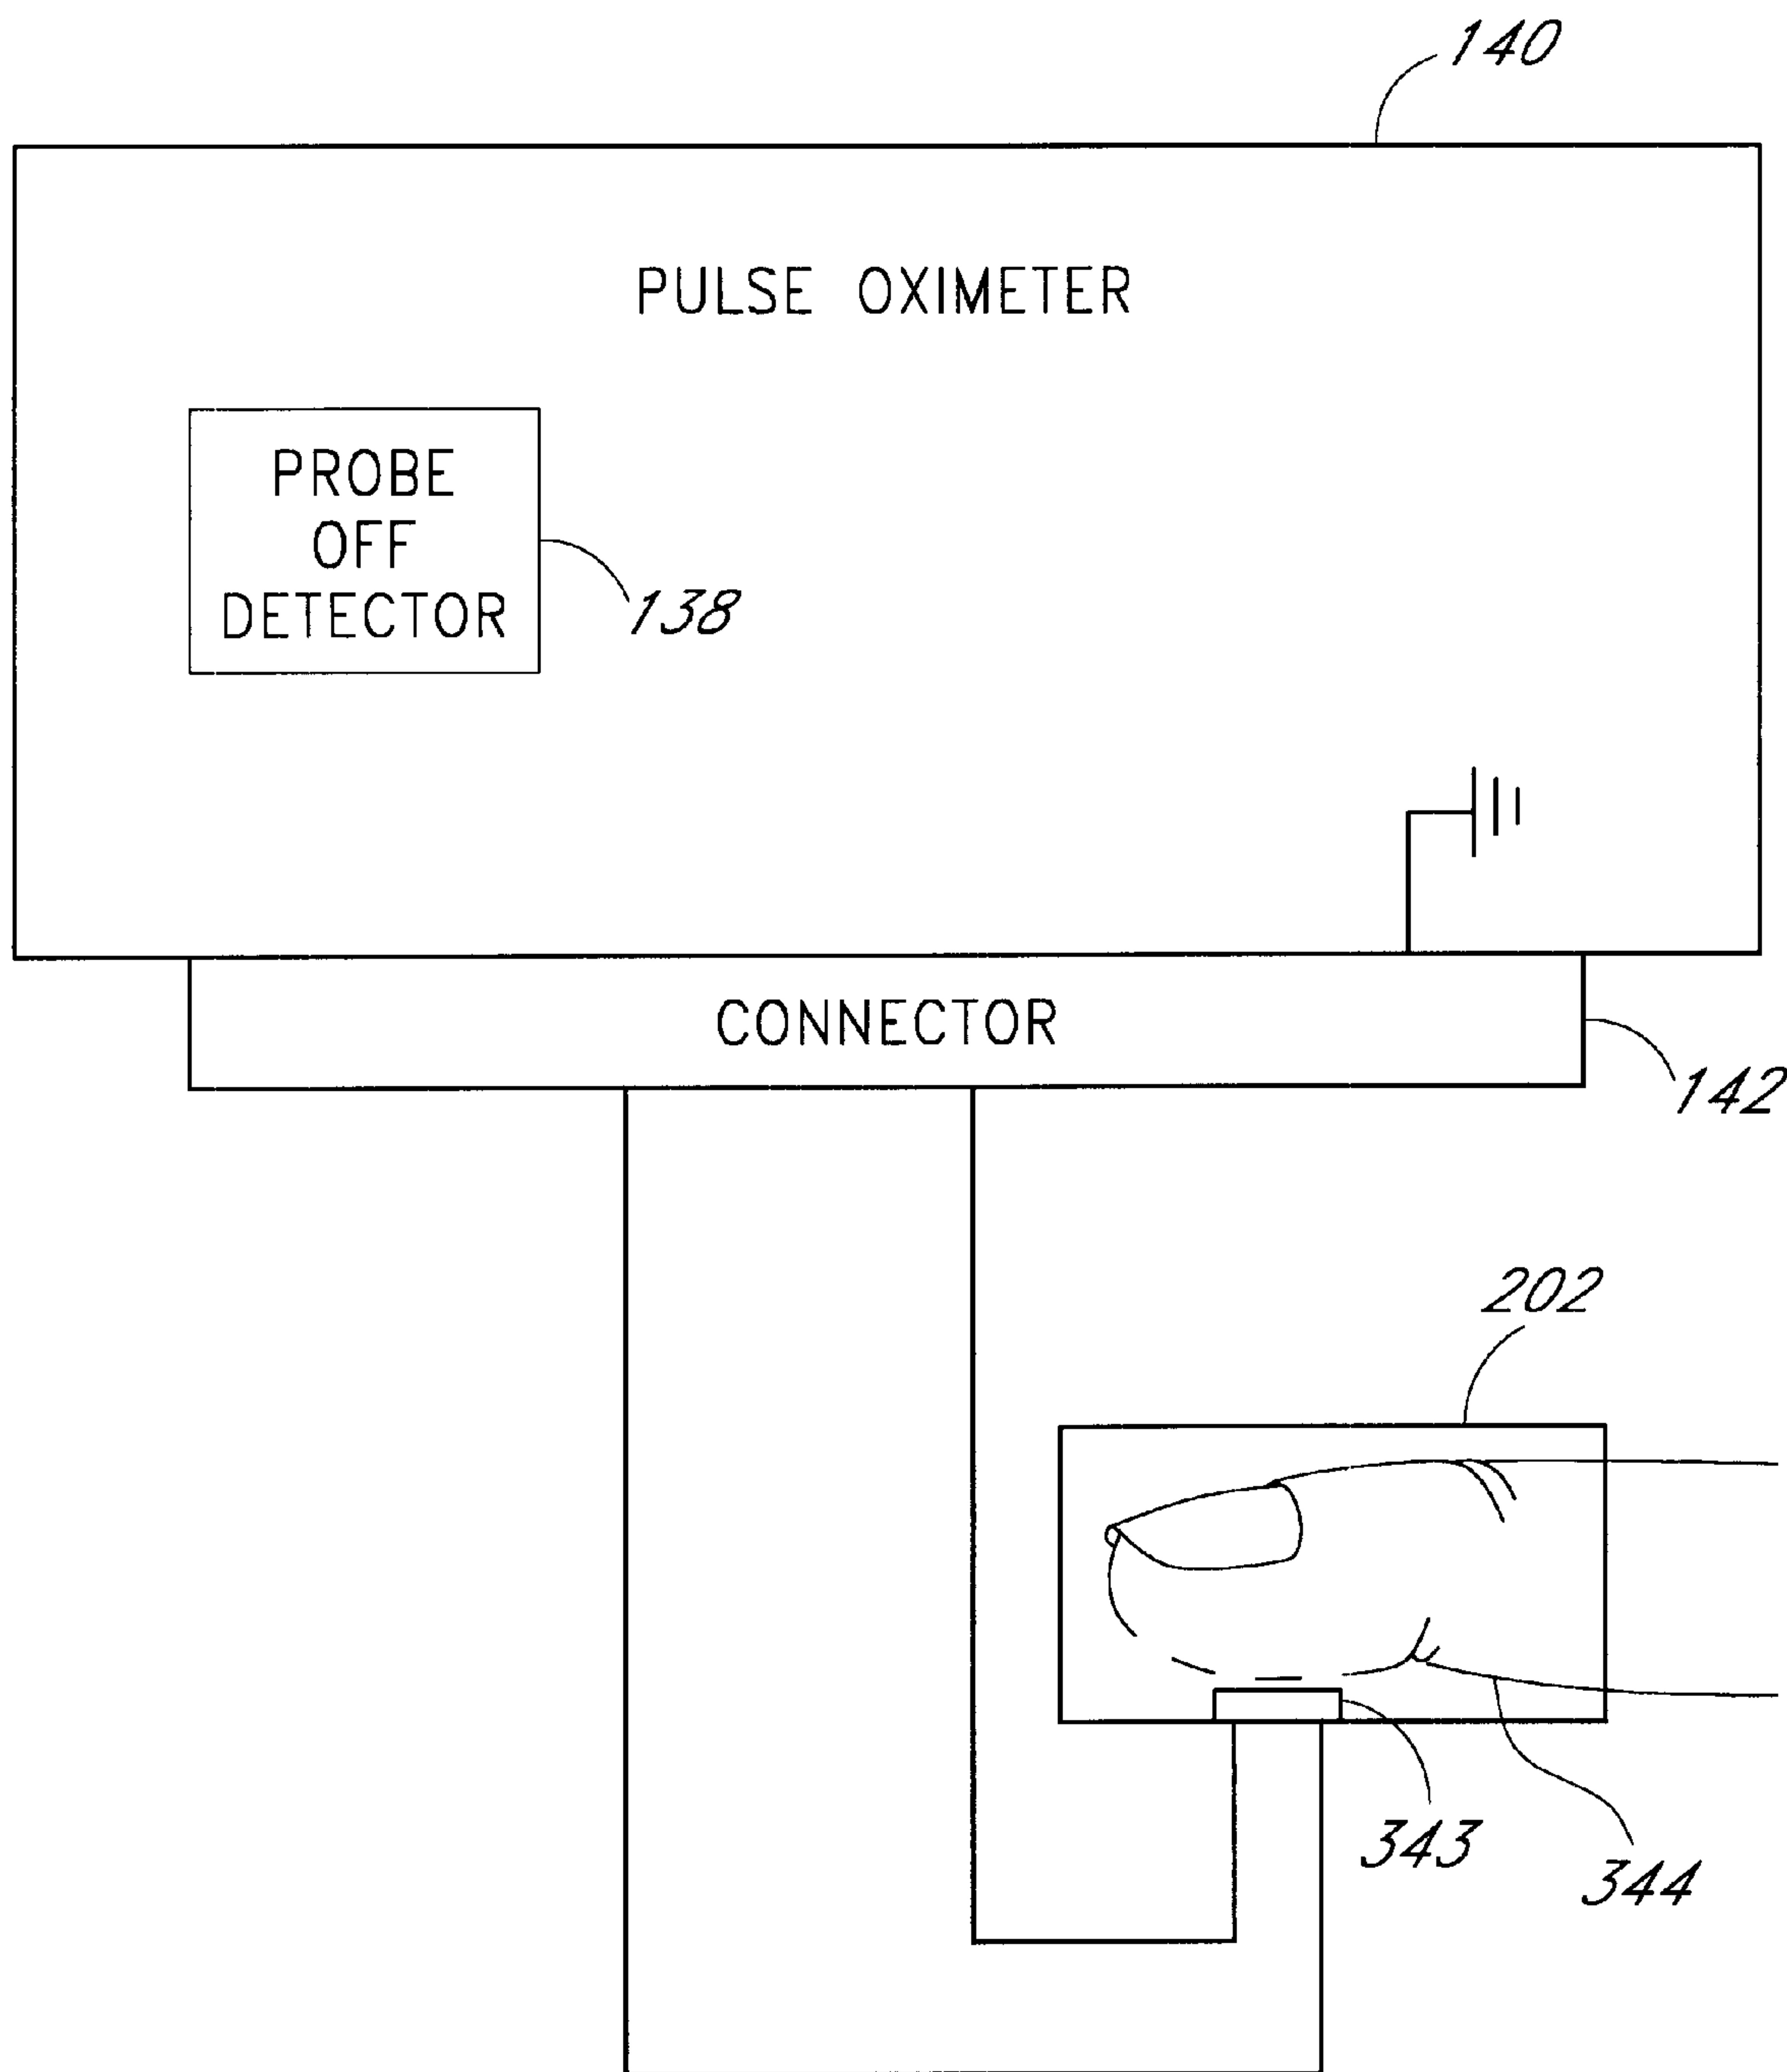 140
PULSE OXIMETER
PROBE
OFF
DETECTOR
138
CONNECTOR
142
202
343
344